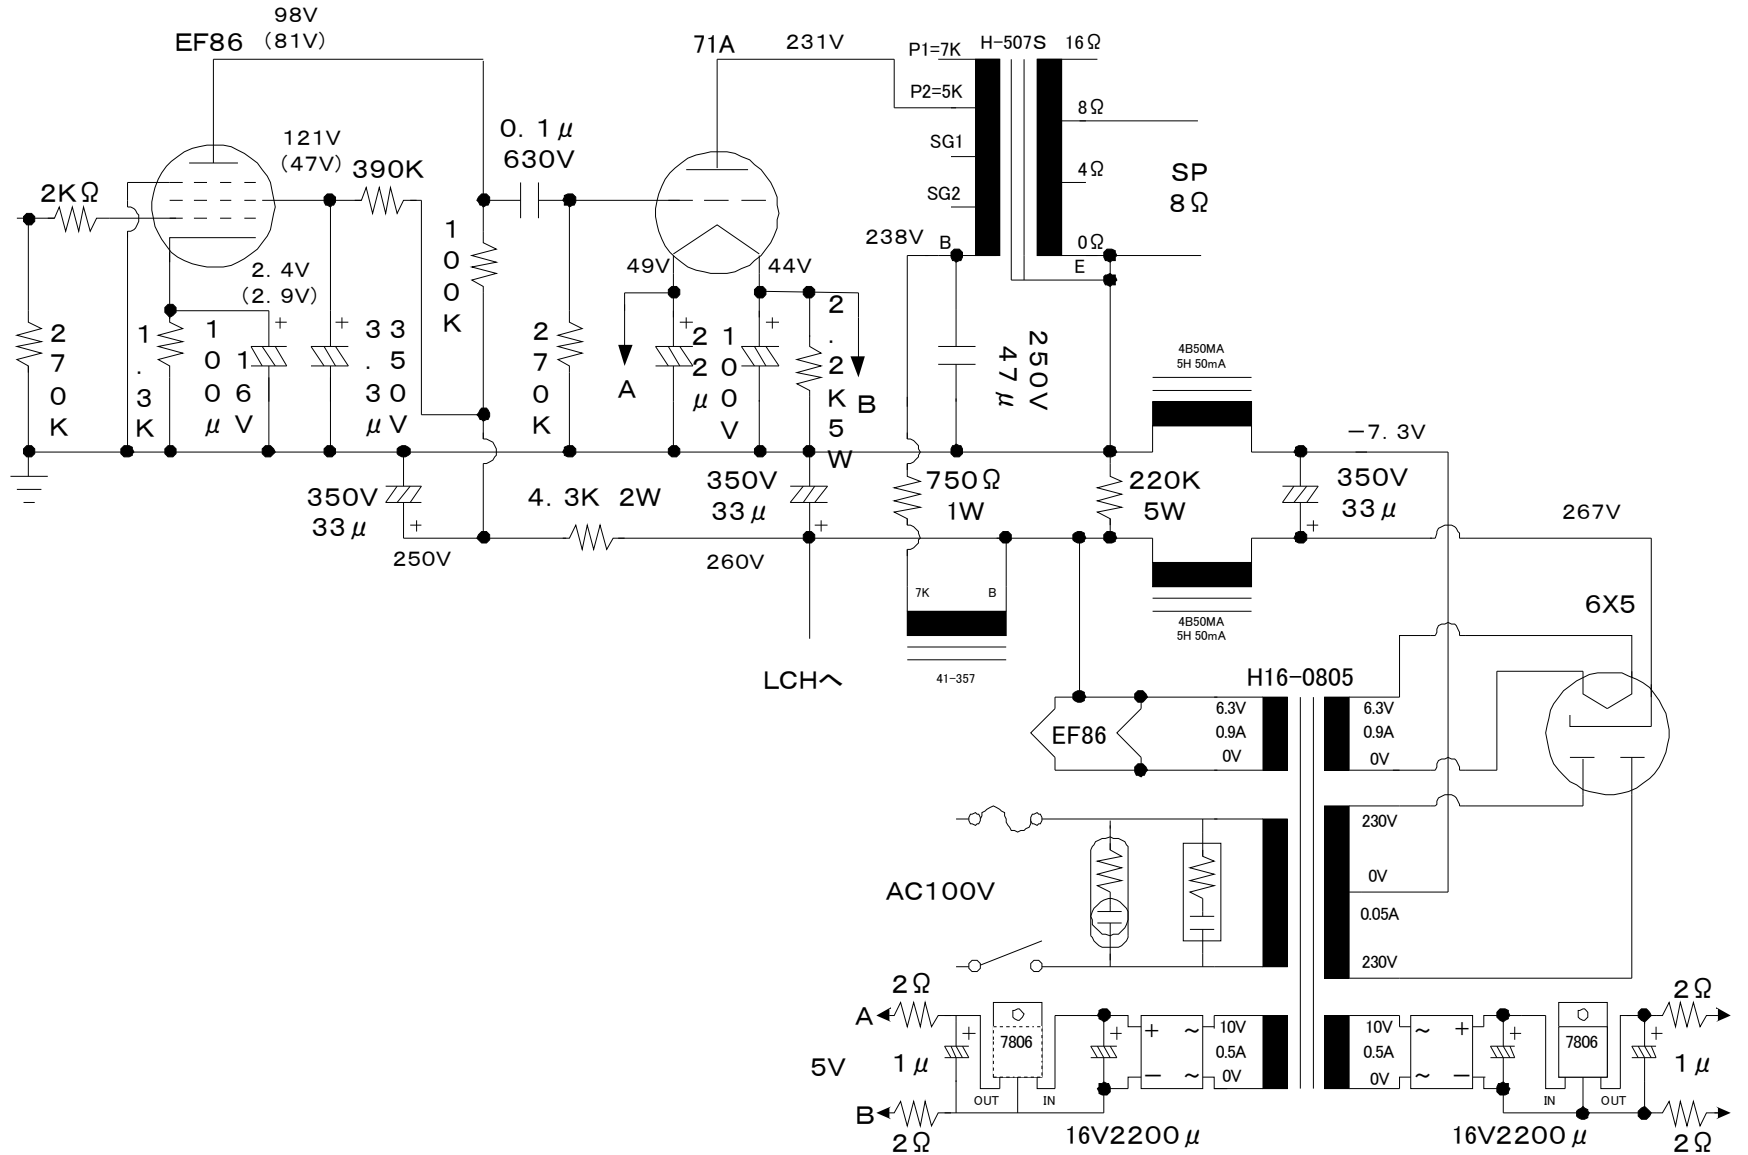 98V
EF86
(81V)
71A
231V
P1=7K
H-507S
16Ω
P2=5K
8Ω
0.1μ
630V
121V
(47V)
390K
SG1
4Ω
SP
8Ω
2KΩ
SG2
100K
238V
B
0Ω
E
2.4V
(2.9V)
49V
44V
270K
1.3K
100μ
16V
3.3μ
350V
270K
A
22μ
100V
2.2K5W
B
250V
47μ
4B50MA
5H 50mA
-7.3V
350V
33μ
4.3K 2W
350V
33μ
750Ω
1W
220K
5W
350V
33μ
267V
250V
260V
7K
B
4B50MA
5H 50mA
6X5
LCHへ
41-357
H16-0805
6.3V
0.9A
0V
6.3V
0.9A
0V
EF86
230V
0V
0.05A
230V
AC100V
2Ω
A
7806
+
~
10V
0.5A
0V
10V
0.5A
0V
~
+
7806
2Ω
5V
1μ
-
~
~
-
1μ
OUT
IN
IN
OUT
B
2Ω
16V2200μ
16V2200μ
2Ω